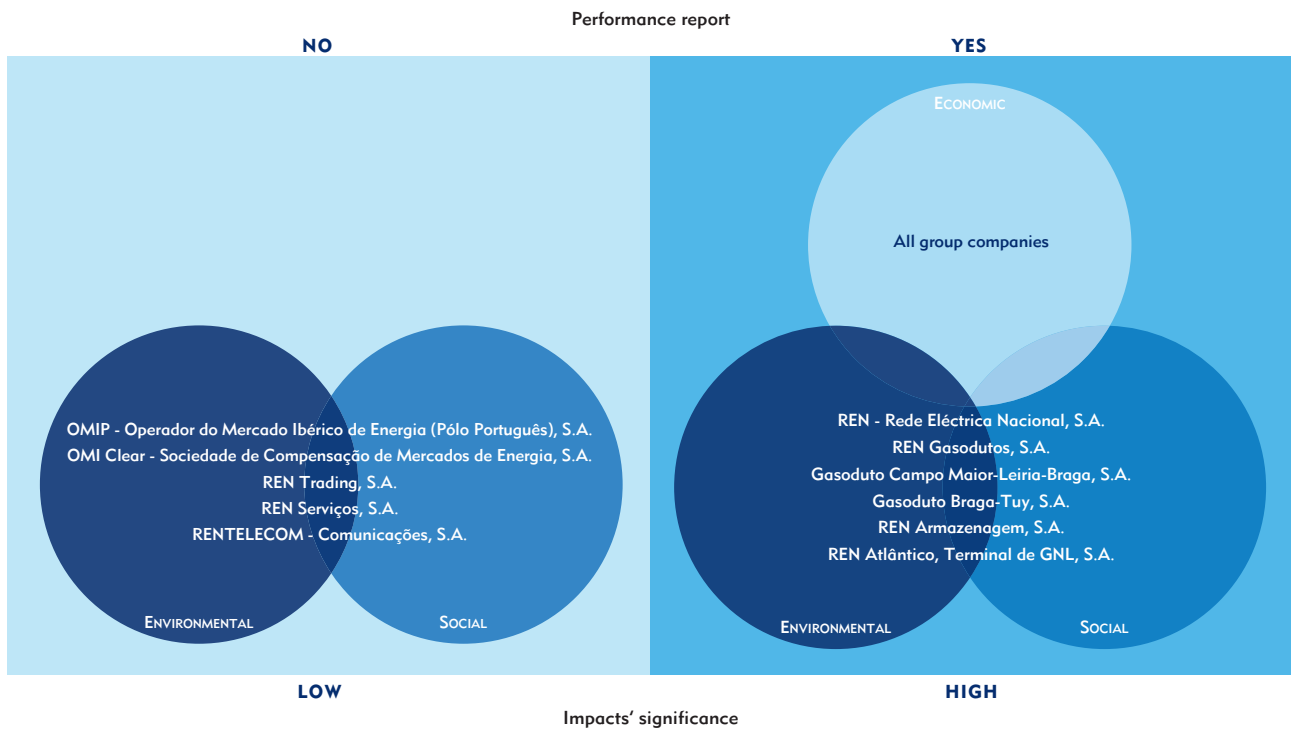 Performance report
NO
YES
ECONOMIC
All group companies
OMIP - Operador do Mercado Ibérico de Energia (Pólo Português), S.A.
OMI Clear - Sociedade de Compensação de Mercados de Energia, S.A.
REN Trading, S.A.
REN Serviços, S.A.
RENTELECOM - Comunicações, S.A.
ENVIRONMENTAL
SOCIAL
REN - Rede Eléctrica Nacional, S.A.
REN Gasodutos, S.A.
Gasoduto Campo Maior-Leiria-Braga, S.A.
Gasoduto Braga-Tuy, S.A.
REN Armazenagem, S.A.
REN Atlântico, Terminal de GNL, S.A.
ENVIRONMENTAL
SOCIAL
LOW
HIGH
Impacts' significance